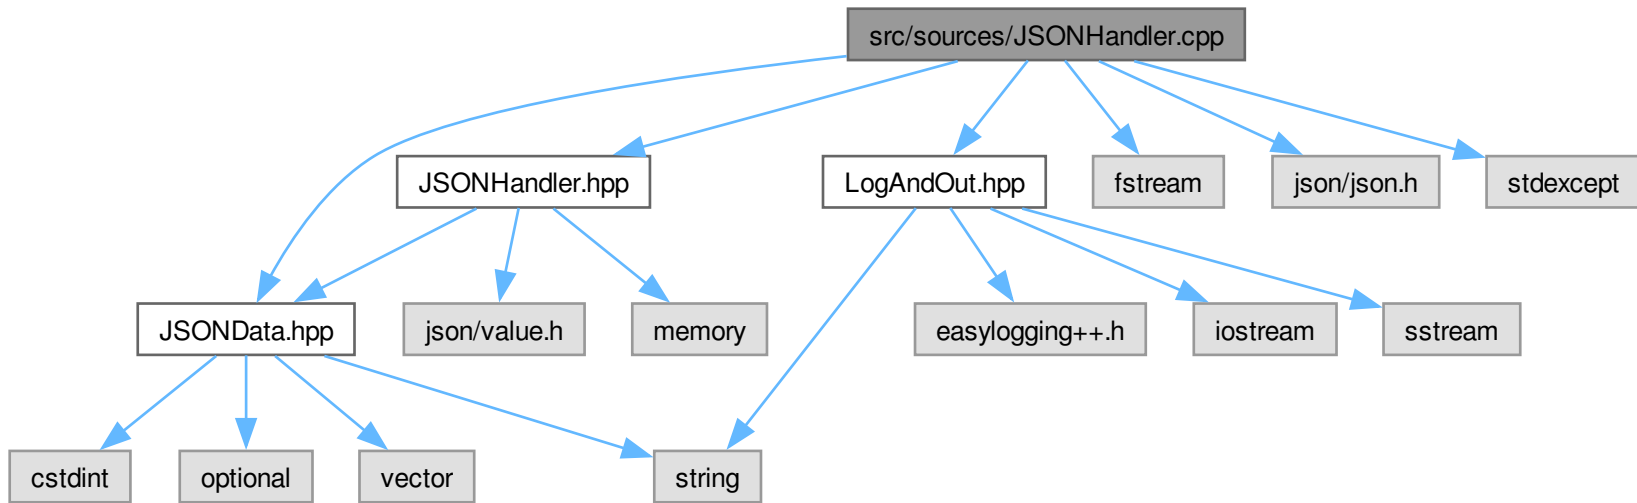 src/sources/JSONHandler.cpp
JSONHandler.hpp
LogAndOut.hpp
fstream
json/json.h
stdexcept
JSONData.hpp
json/value.h
memory
easylogging++.h
iostream
sstream
cstdint
optional
vector
string